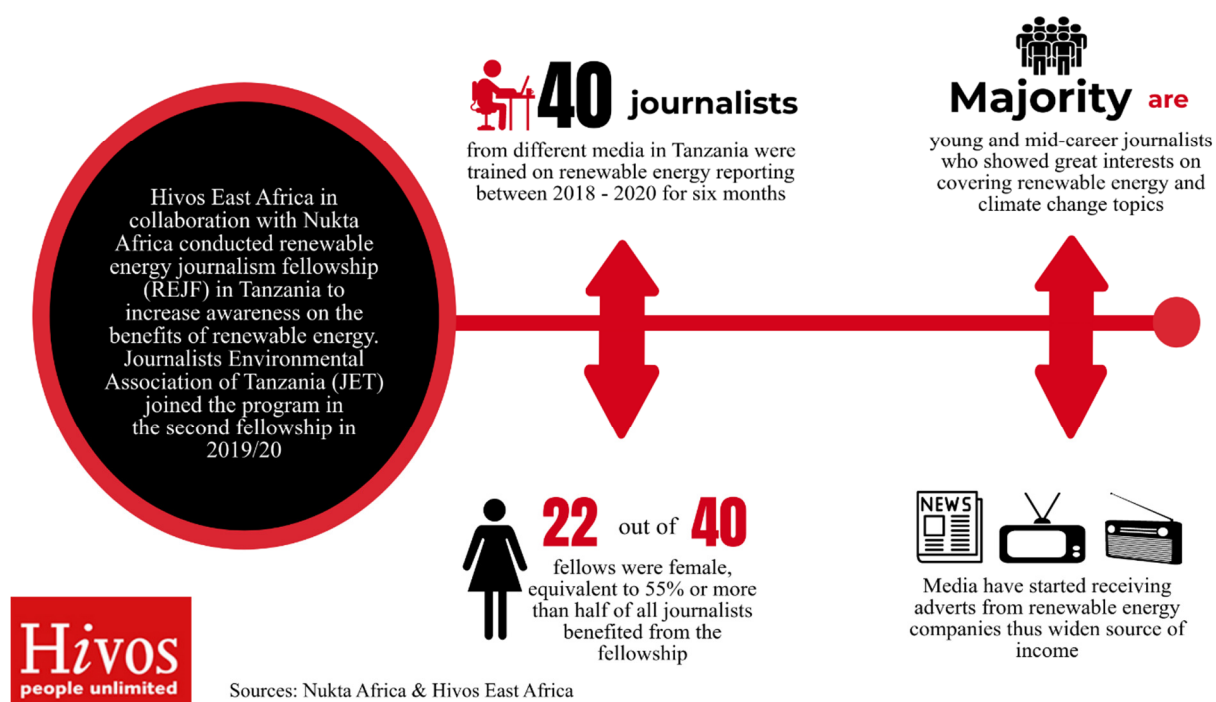 Hivos East Africa in
collaboration with Nukta
Africa conducted renewable
energy journalism fellowship
(REJF) in Tanzania to
increase awareness on the
benefits of renewable energy.
Journalists Environmental
Association of Tanzania (JET)
joined the program in
the second fellowship in
2019/20
40 journalists
from different media in Tanzania were
trained on renewable energy reporting
between 2018 - 2020 for six months
Majority are
young and mid-career journalists
who showed great interests on
covering renewable energy and
climate change topics
22 out of 40
fellows were female,
equivalent to 55% or more
than half of all journalists
benefited from the
fellowship
NEWS
Media have started receiving
adverts from renewable energy
companies thus widen source of
income
Hivos
people unlimited
Sources: Nukta Africa & Hivos East Africa